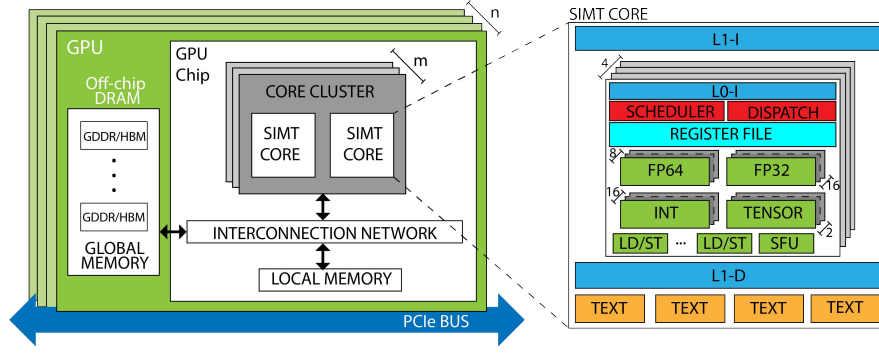 n
GPU
GPU
Chip
m
Off-chip
DRAM
CORE CLUSTER
GDDR/HBM
SIMT
CORE
SIMT
CORE
GDDR/HBM
GLOBAL
MEMORY
INTERCONNECTION NETWORK
LOCAL MEMORY
PCIe BUS
SIMT CORE
L1-I
4
L0-I
SCHEDULER
DISPATCH
REGISTER FILE
8
FP64
FP32
16
16
INT
TENSOR
2
LD/ST ... LD/ST
SFU
L1-D
TEXT
TEXT
TEXT
TEXT